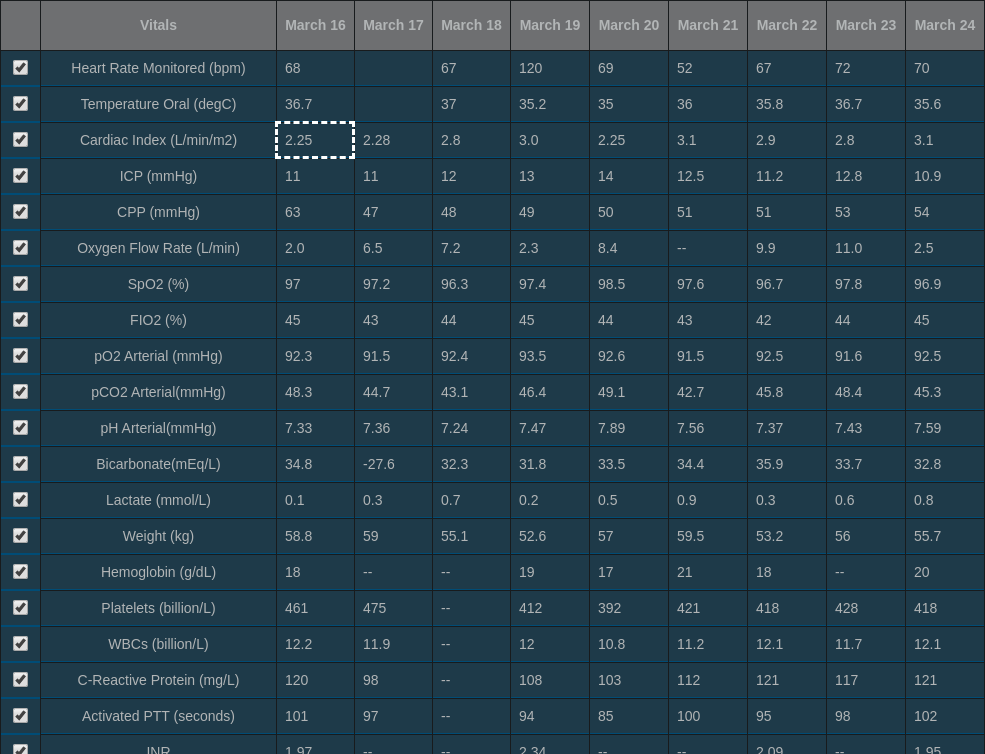 Vitals March 16 March 17 March 18 March 19 March 20 March 21 March 22 March 23 March 24
Heart Rate Monitored (bpm) 68 67 120 69 52 67 72 70
Temperature Oral (degC) 36.7 37 35.2 35 36 35.8 36.7 35.6
Cardiac Index (L/min/m2) 2.25 2.28 2.8 3.0 2.25 3.1 2.9 2.8 3.1
ICP (mmHg) 11 11 12 13 14 12.5 11.2 12.8 10.9
CPP (mmHg) 63 47 48 49 50 51 51 53 54
Oxygen Flow Rate (L/min) 2.0 6.5 7.2 2.3 8.4 -- 9.9 11.0 2.5
SpO2 (%) 97 97.2 96.3 97.4 98.5 97.6 96.7 97.8 96.9
FIO2 (%) 45 43 44 45 44 43 42 44 45
pO2 Arterial (mmHg) 92.3 91.5 92.4 93.5 92.6 91.5 92.5 91.6 92.5
pCO2 Arterial(mmHg) 48.3 44.7 43.1 46.4 49.1 42.7 45.8 48.4 45.3
pH Arterial(mmHg) 7.33 7.36 7.24 7.47 7.89 7.56 7.37 7.43 7.59
Bicarbonate(mEq/L) 34.8 -27.6 32.3 31.8 33.5 34.4 35.9 33.7 32.8
Lactate (mmol/L) 0.1 0.3 0.7 0.2 0.5 0.9 0.3 0.6 0.8
Weight (kg) 58.8 59 55.1 52.6 57 59.5 53.2 56 55.7
Hemoglobin (g/dL) 18 -- -- 19 17 21 18 -- 20
Platelets (billion/L) 461 475 -- 412 392 421 418 428 418
WBCs (billion/L) 12.2 11.9 -- 12 10.8 11.2 12.1 11.7 12.1
C-Reactive Protein (mg/L) 120 98 -- 108 103 112 121 117 121
Activated PTT (seconds) 101 97 -- 94 85 100 95 98 102
INR 1.97 -- -- 2.34 -- -- 2.09 -- 1.95